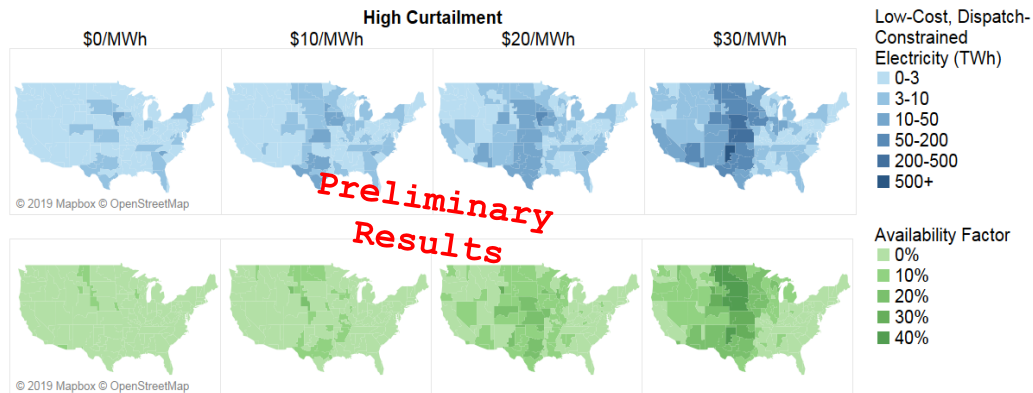 High Curtailment
$0/MWh
$10/MWh
$20/MWh
$30/MWh
Low-Cost, Dispatch-
Constrained
Electricity (TWh)
0-3
3-10
10-50
50-200
200-500
500+
© 2019 Mapbox © OpenStreetMap
Preliminary
Results
Availability Factor
0%
10%
20%
30%
40%
© 2019 Mapbox © OpenStreetMap